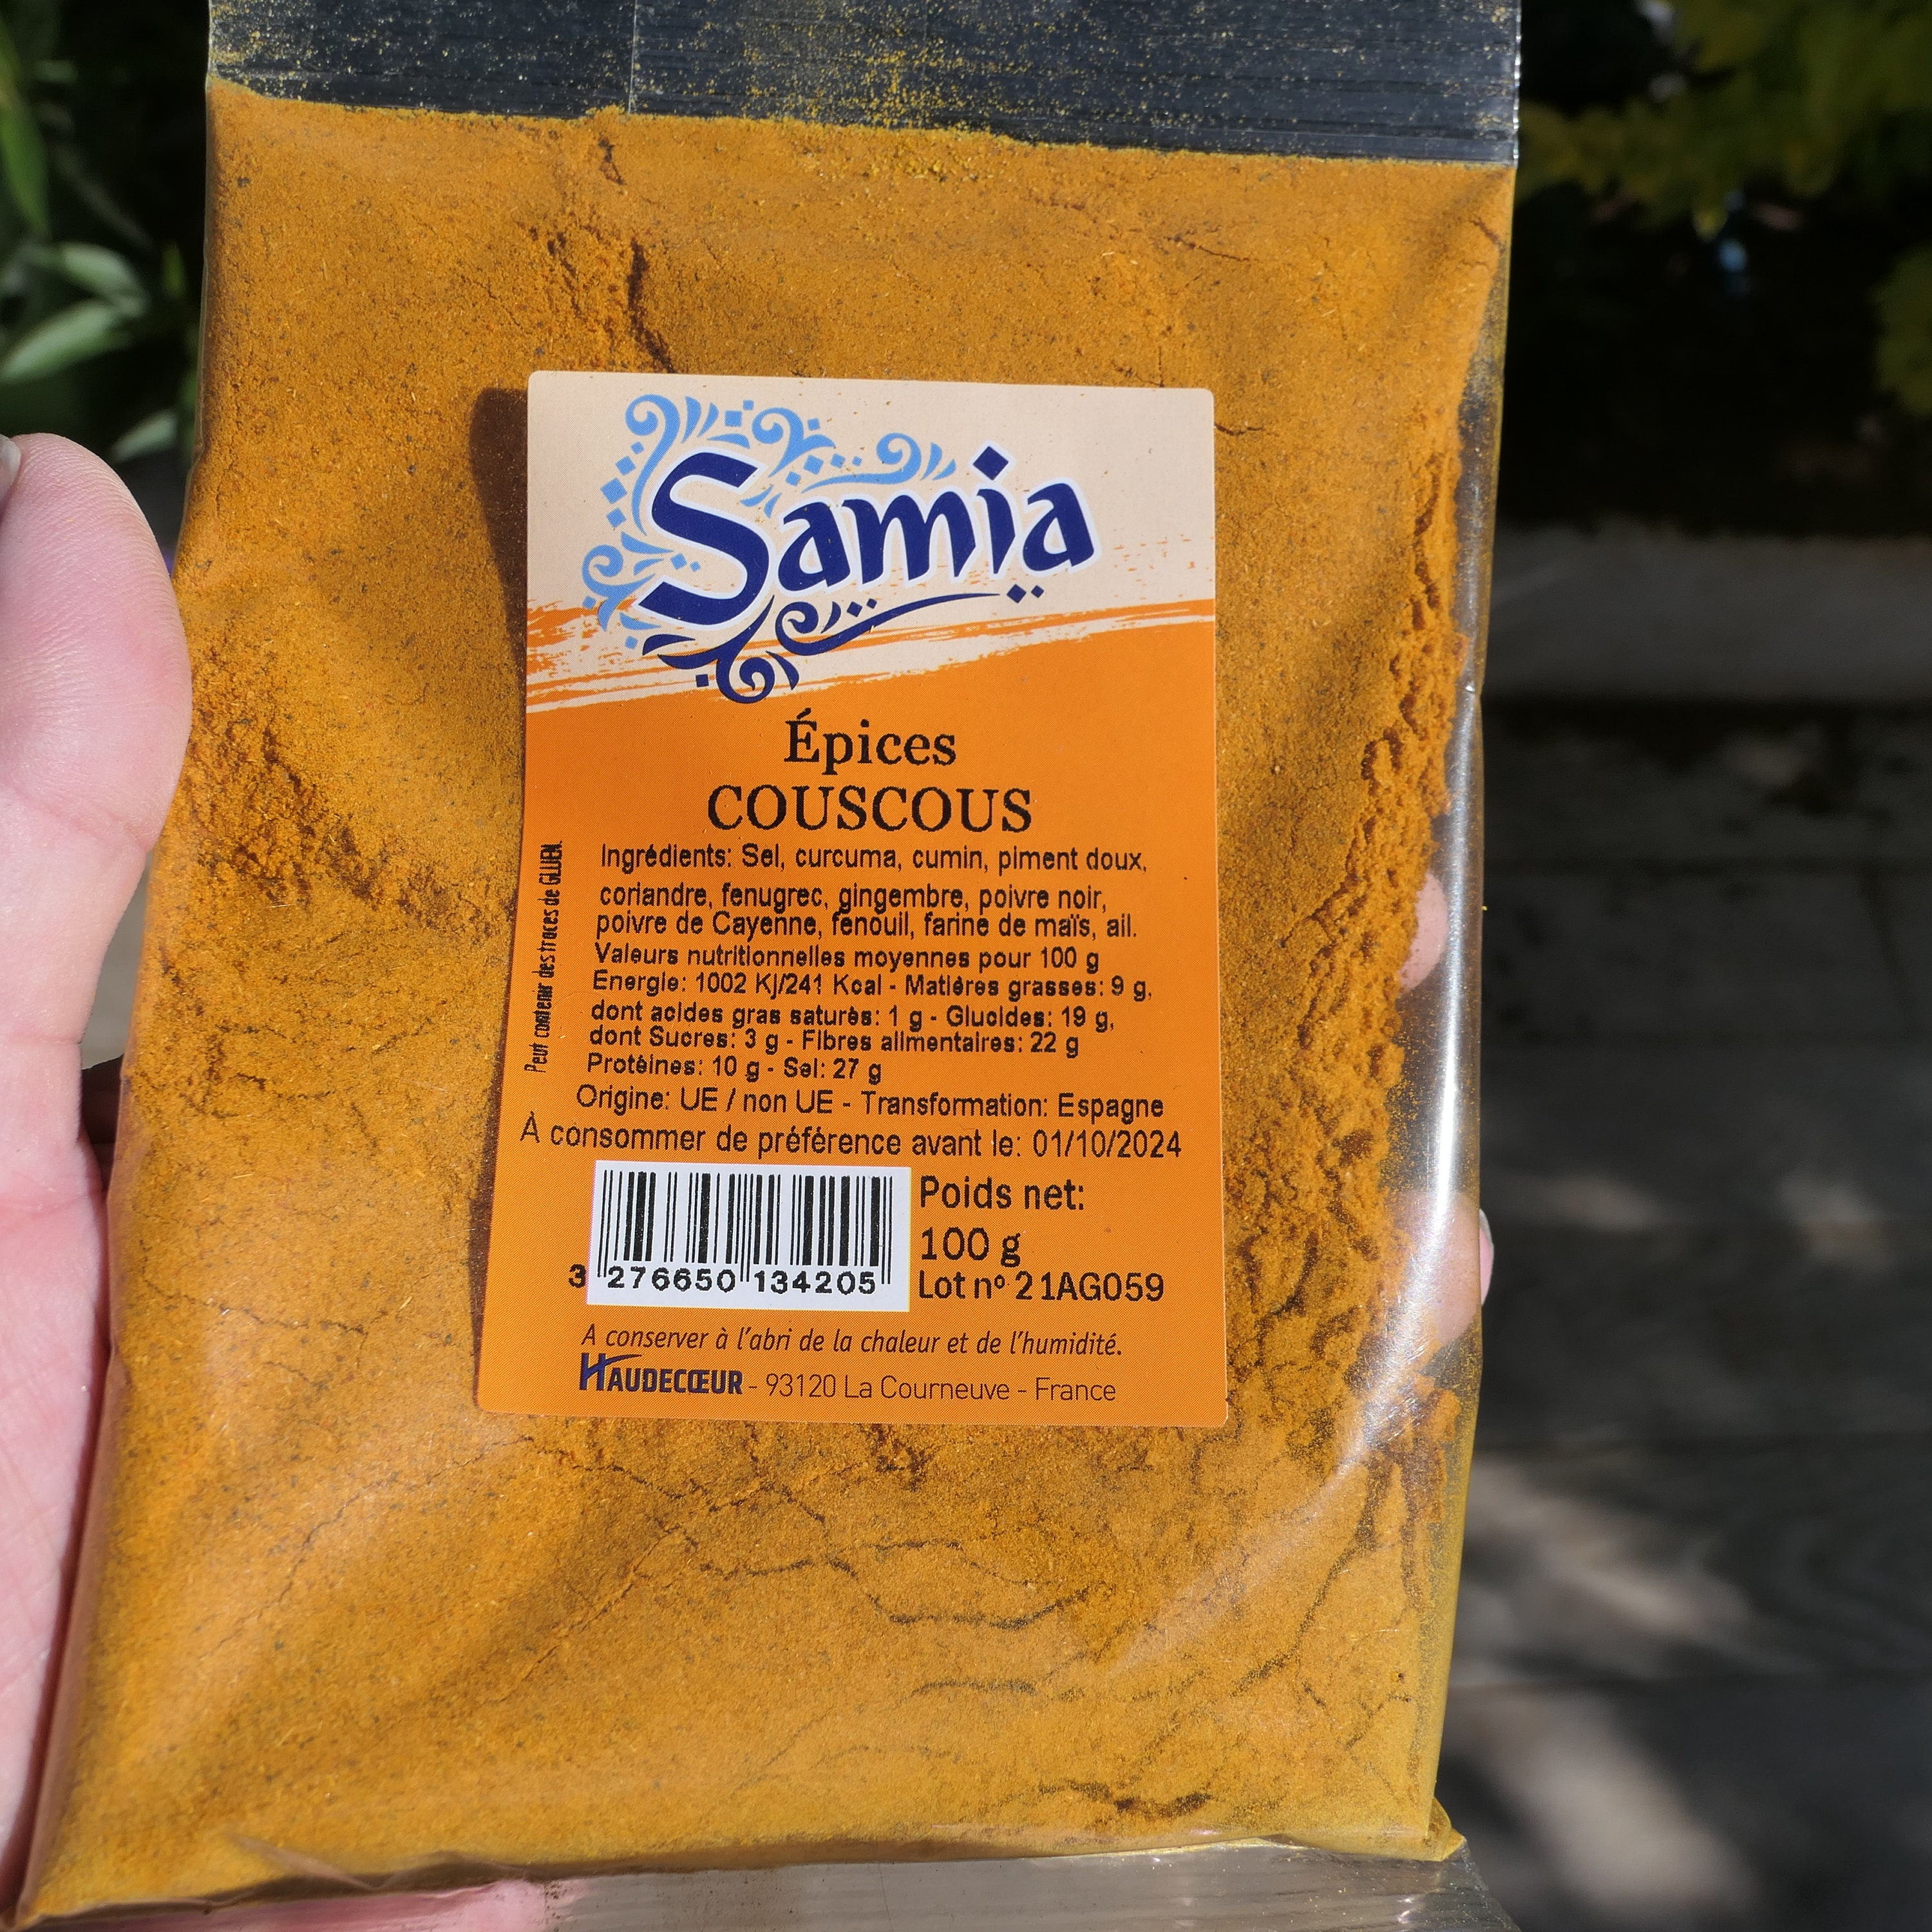 Samia
Épices
COUSCOUS
Ingrédients: Sel, curcuma, cumin, piment doux,
coriandre, fenugrec, gingembre, poivre noir,
poivre de Cayenne, fenouil, farine de maïs, ail.
Valeurs nutritionnelles moyennes pour 100 g
Energie: 1002 Kj/241 Kcal - Matières grasses: 9 g,
dont acides gras saturès: 1 g - Glucides: 19 g,
dont Sucres: 3 g - Fibres alimentaires: 22 g
Protèines: 10 g - Sel: 27 g
Origine: UE / non UE - Transformation: Espagne
À consommer de préférence avant le: 01/10/2024
Peut contenir des traces de GLUTEN.
3 276650 134205
Poids net:
100 g
Lot nº 21AG059
A conserver à l'abri de la chaleur et de l'humidité.
HAUDECŒUR - 93120 La Courneuve - France